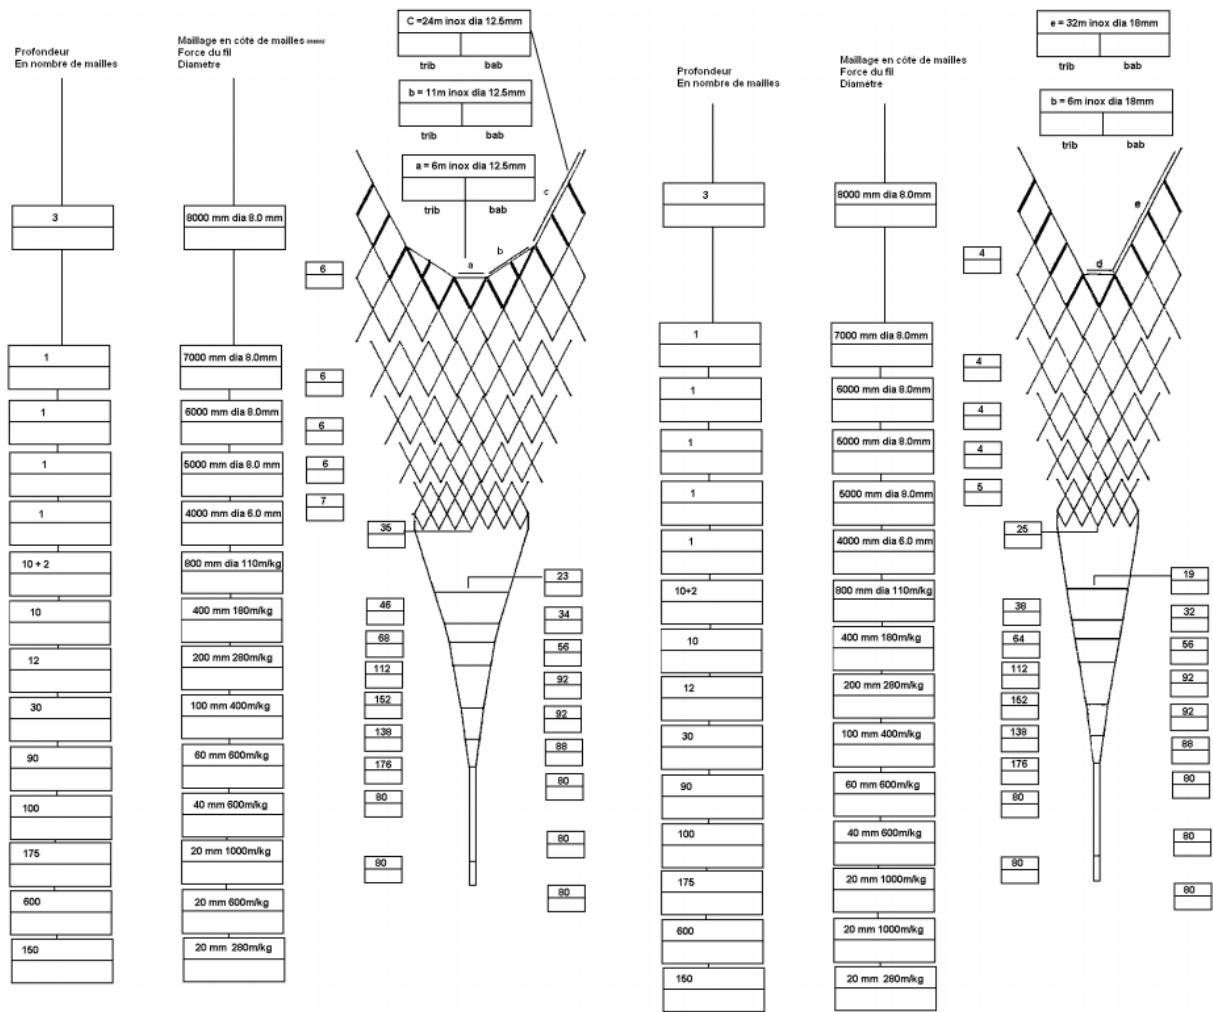 Profondeur
En nombre de mailles
3
1
1
1
1
10 + 2
10
12
30
90
100
175
600
150
Maillage en côté de mailles
Force du fil
Diamètre
8000 mm dia 8.0 mm
7000 mm dia 8.0mm
6000 mm dia 8.0mm
5000 mm dia 8.0 mm
4000 mm dia 6.0 mm
800 mm dia 110m/kg
400 mm 180m/kg
200 mm 280m/kg
100 mm 400m/kg
60 mm 600m/kg
40 mm 600m/kg
20 mm 1000m/kg
20 mm 600m/kg
20 mm 280m/kg
C =24m inox dia 12.5mm
trib bab
b = 11m inox dia 12.5mm
trib bab
a = 6m inox dia 12.5mm
trib bab
c
b
a
6
6
6
6
7
35
46
68
112
152
138
176
80
80
23
34
56
92
92
88
80
80
80
Profondeur
En nombre de mailles
3
1
1
1
1
1
10+2
10
12
30
90
100
175
600
150
Maillage en côté de mailles
Force du fil
Diamètre
8000 mm dia 8.0mm
7000 mm dia 8.0mm
6000 mm dia 8.0mm
5000 mm dia 8.0mm
5000 mm dia 8.0mm
4000 mm dia 6.0 mm
800 mm dia 110m/kg
400 mm 180m/kg
200 mm 280m/kg
100 mm 400m/kg
60 mm 600m/kg
40 mm 600m/kg
20 mm 1000m/kg
20 mm 1000m/kg
20 mm 280m/kg
e = 32m inox dia 18mm
trib bab
b = 6m inox dia 18mm
trib bab
e
d
4
4
4
4
5
25
38
64
112
152
138
176
80
80
19
32
56
92
92
88
80
80
80